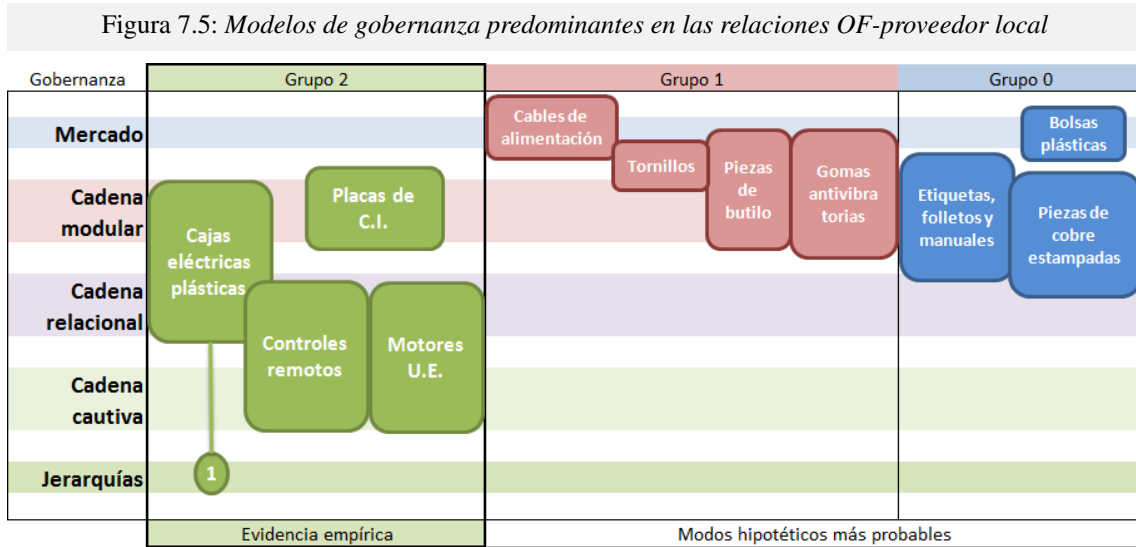 Figura 7.5: Modelos de gobernanza predominantes en las relaciones OF-proveedor local
Gobernanza
Grupo 2
Grupo 1
Grupo 0
Mercado
Cables de
alimentación
Tornillos
Piezas
de
butilo
Gomas
antivibra
torias
Bolsas
plásticas
Cadena
modular
Cajas
eléctricas
plásticas
Placas de
C.I.
Etiquetas,
folletos y
manuales
Piezas de
cobre
estampadas
Cadena
relacional
Controles
remotos
Motores
U.E.
Cadena
cautiva
Jerarquías
1
Evidencia empírica
Modos hipotéticos más probables